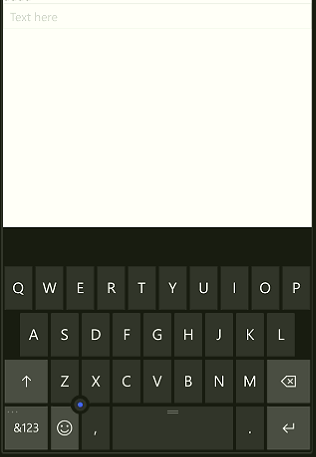 Text here
Q W E R T Y U I O P
A S D F G H J K L
Z X C V B N M
&123 , .